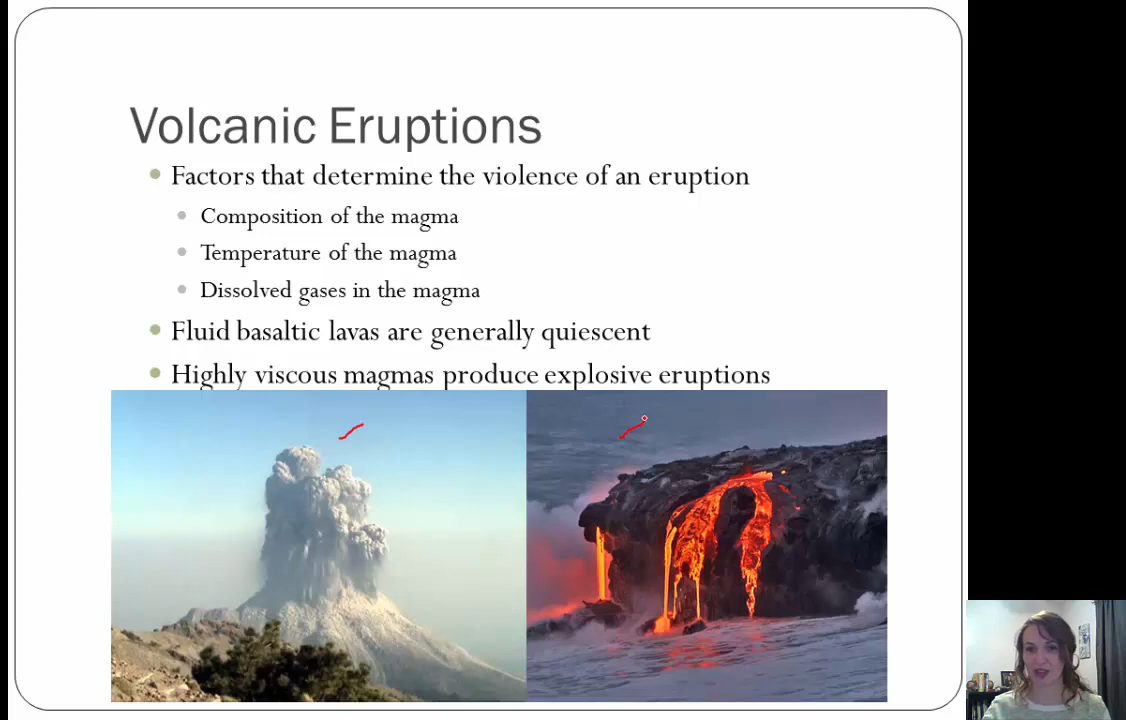 Volcanic Eruptions
Factors that determine the violence of an eruption
Composition of the magma
Temperature of the magma
Dissolved gases in the magma
Fluid basaltic lavas are generally quiescent
Highly viscous magmas produce explosive eruptions